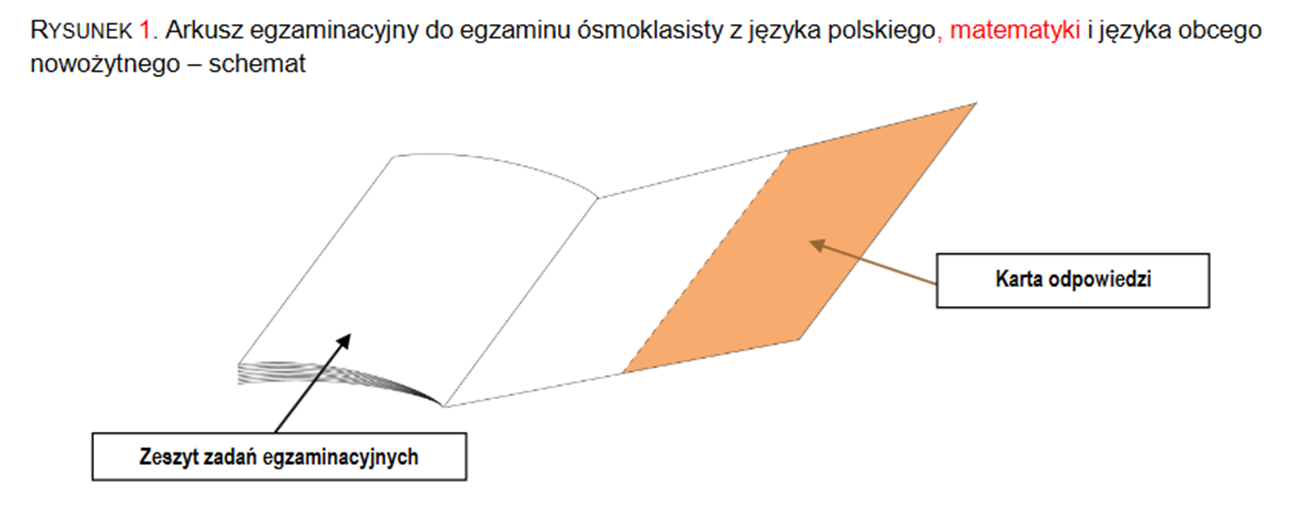 RYSUNEK 1. Arkusz egzaminacyjny do egzaminu ósmoklasisty z języka polskiego, matematyki i języka obcego
nowożytnego – schemat
Karta odpowiedzi
Zeszyt zadań egzaminacyjnych